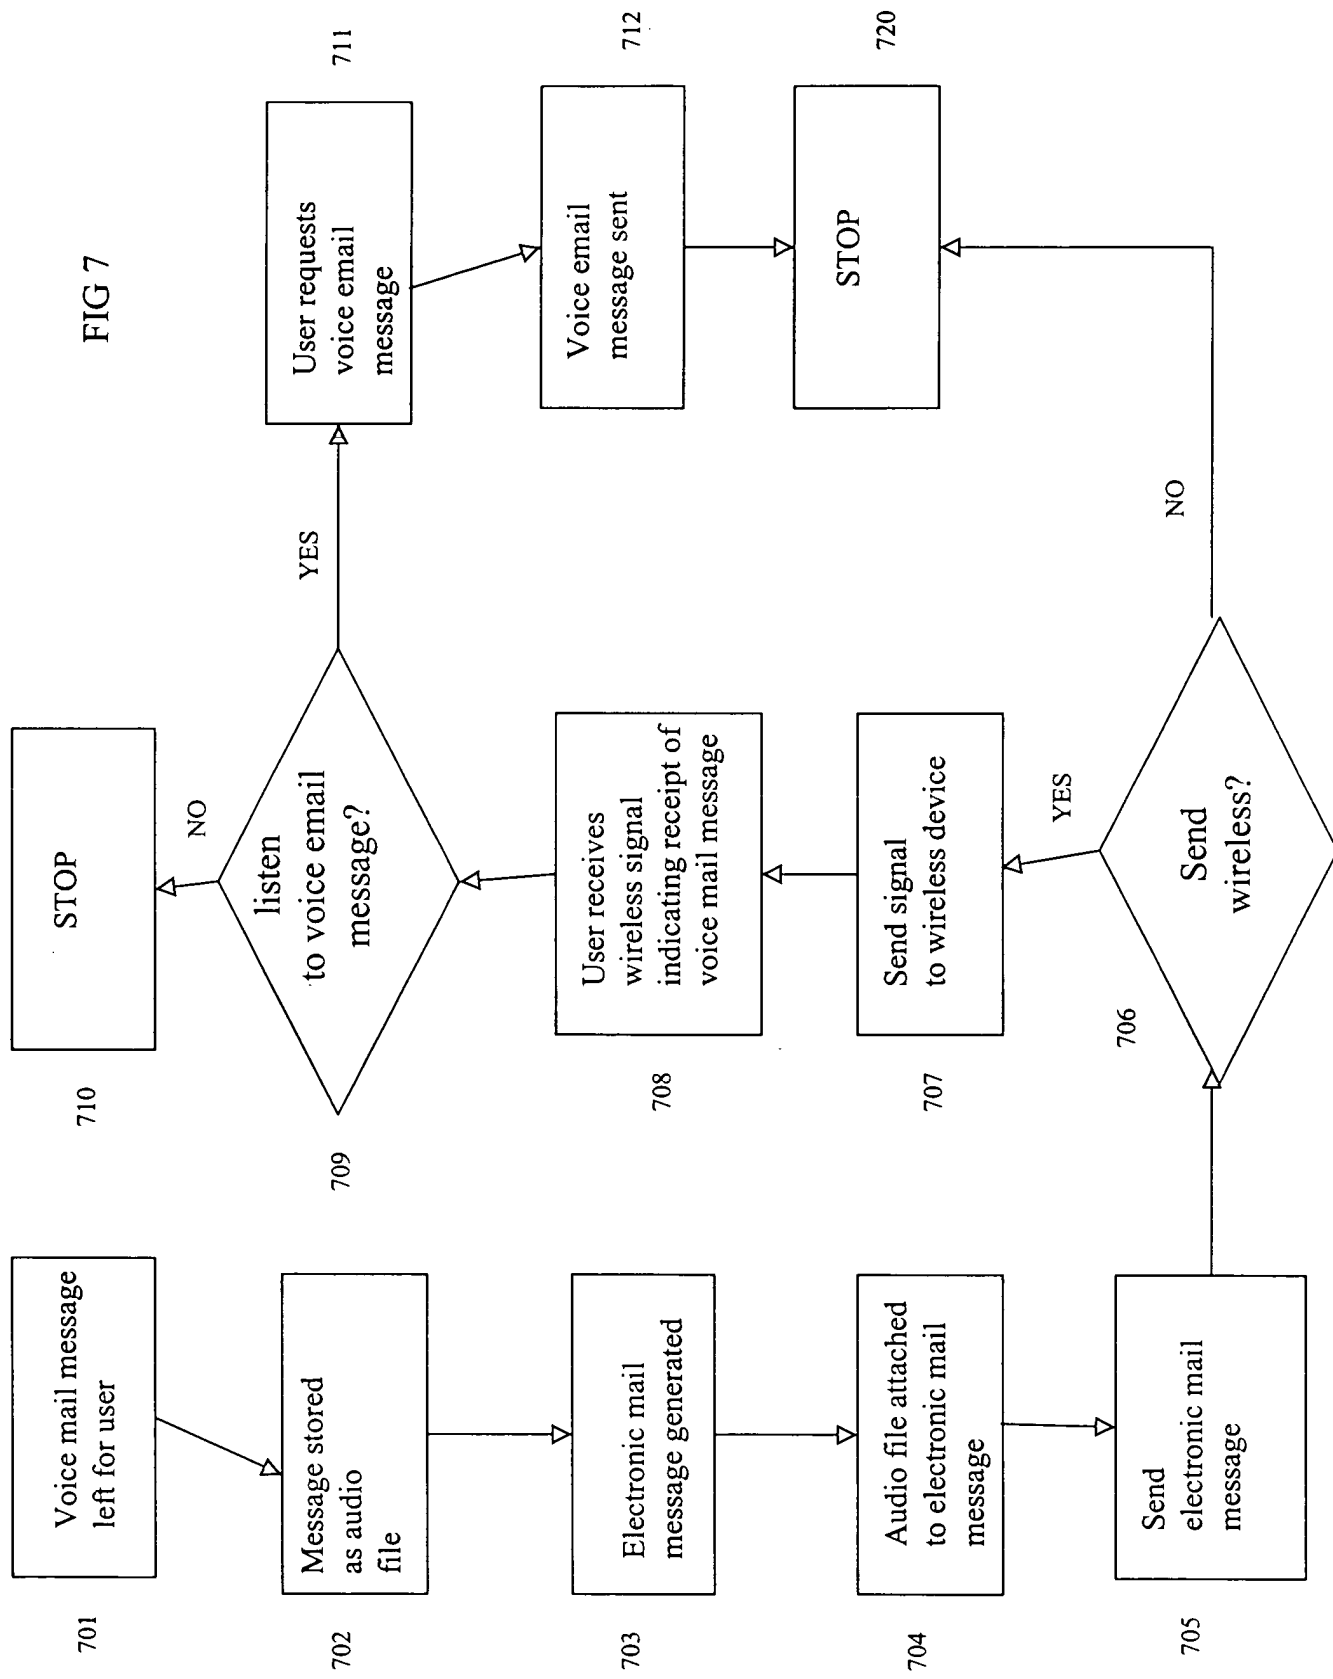 FIG 7
701
Voice mail message
left for user
702
Message stored
as audio
file
703
Electronic mail
message generated
704
Audio file attached
to electronic mail
message
705
Send
electronic mail
message
706
Send
wireless?
YES
NO
707
Send signal
to wireless device
708
User receives
wireless signal
indicating receipt of
voice mail message
709
listen
to voice email
message?
NO
YES
710
STOP
711
User requests
voice email
message
712
Voice email
message sent
720
STOP